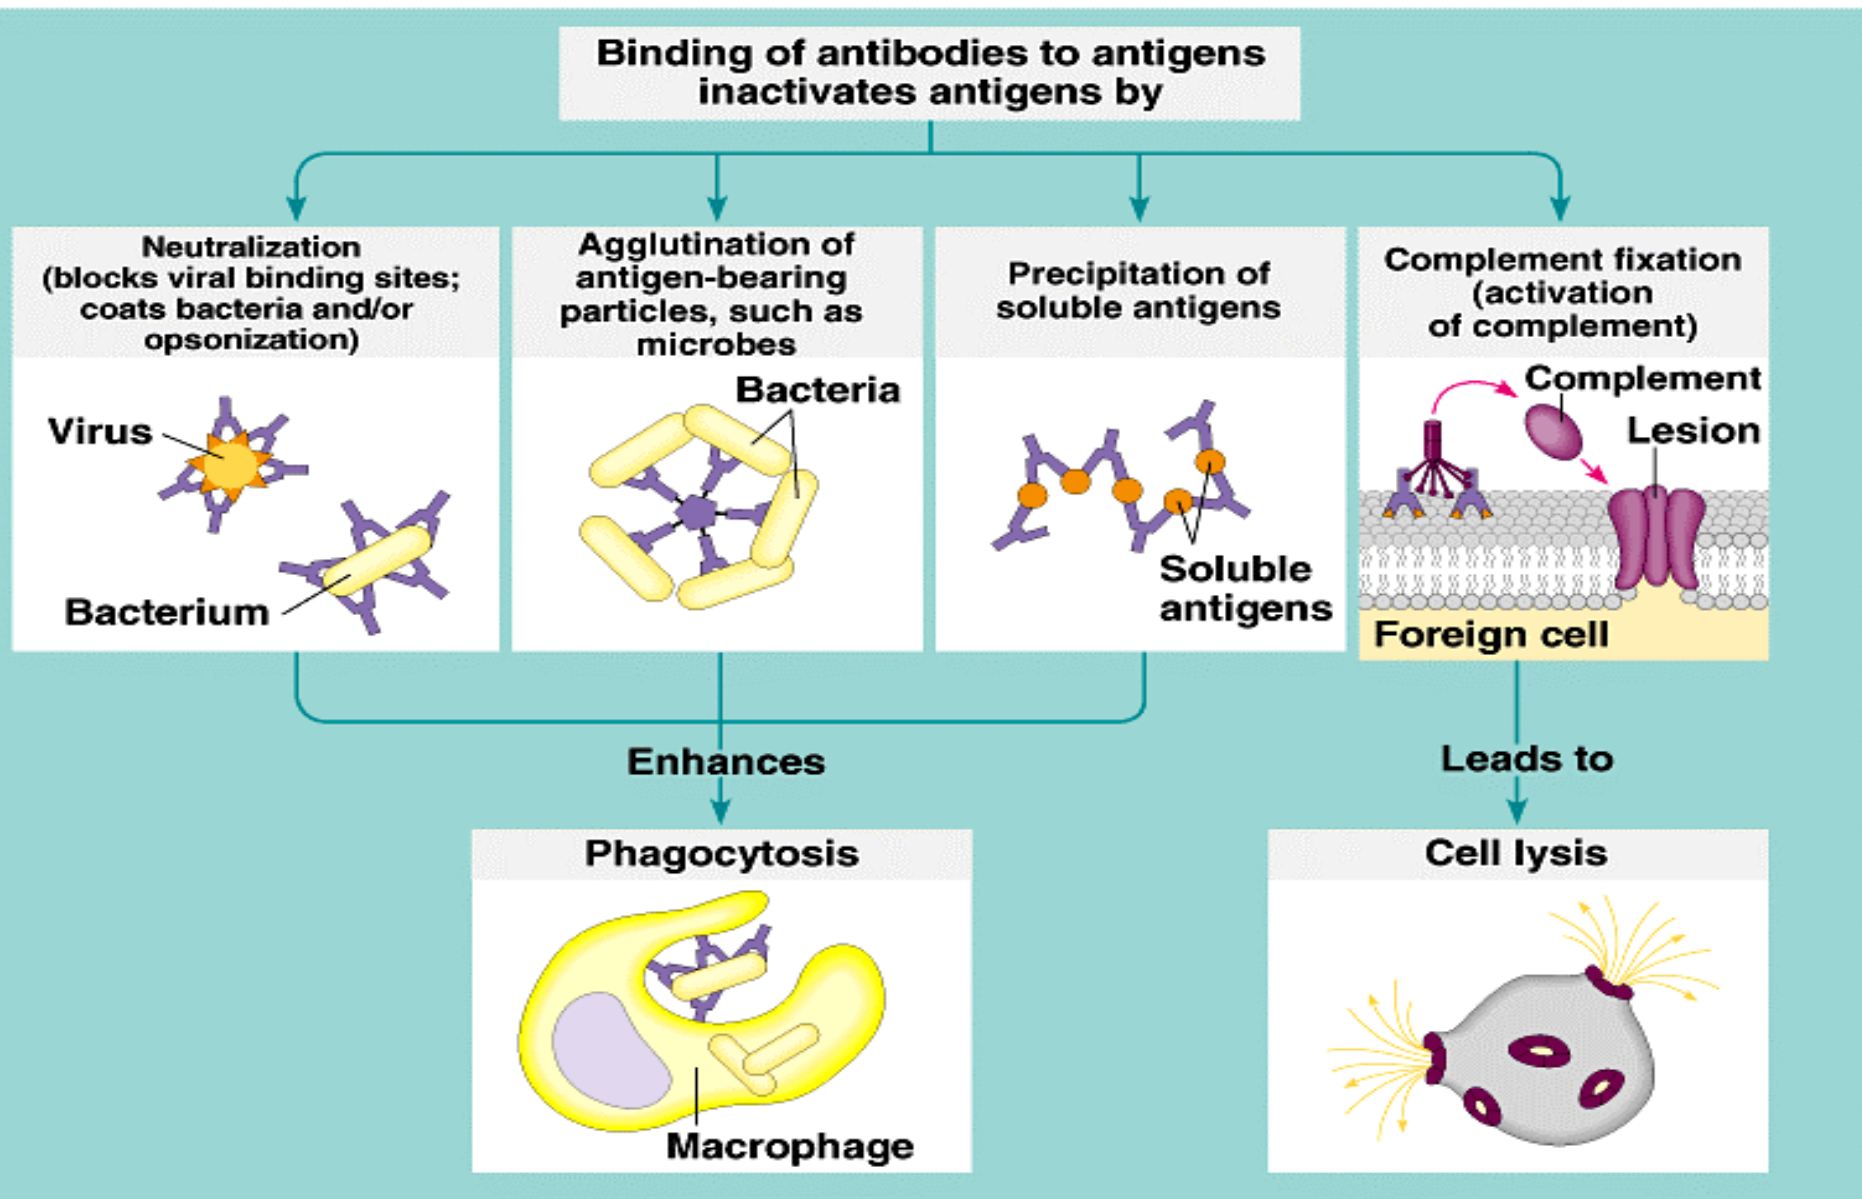 Binding of antibodies to antigens
inactivates antigens by
Neutralization
(blocks viral binding sites;
coats bacteria and/or
opsonization)
Agglutination of
antigen-bearing
particles, such as
microbes
Precipitation of
soluble antigens
Complement fixation
(activation
of complement)
Virus
Bacterium
Bacteria
Soluble
antigens
Complement
Lesion
Foreign cell
Enhances
Leads to
Phagocytosis
Macrophage
Cell lysis